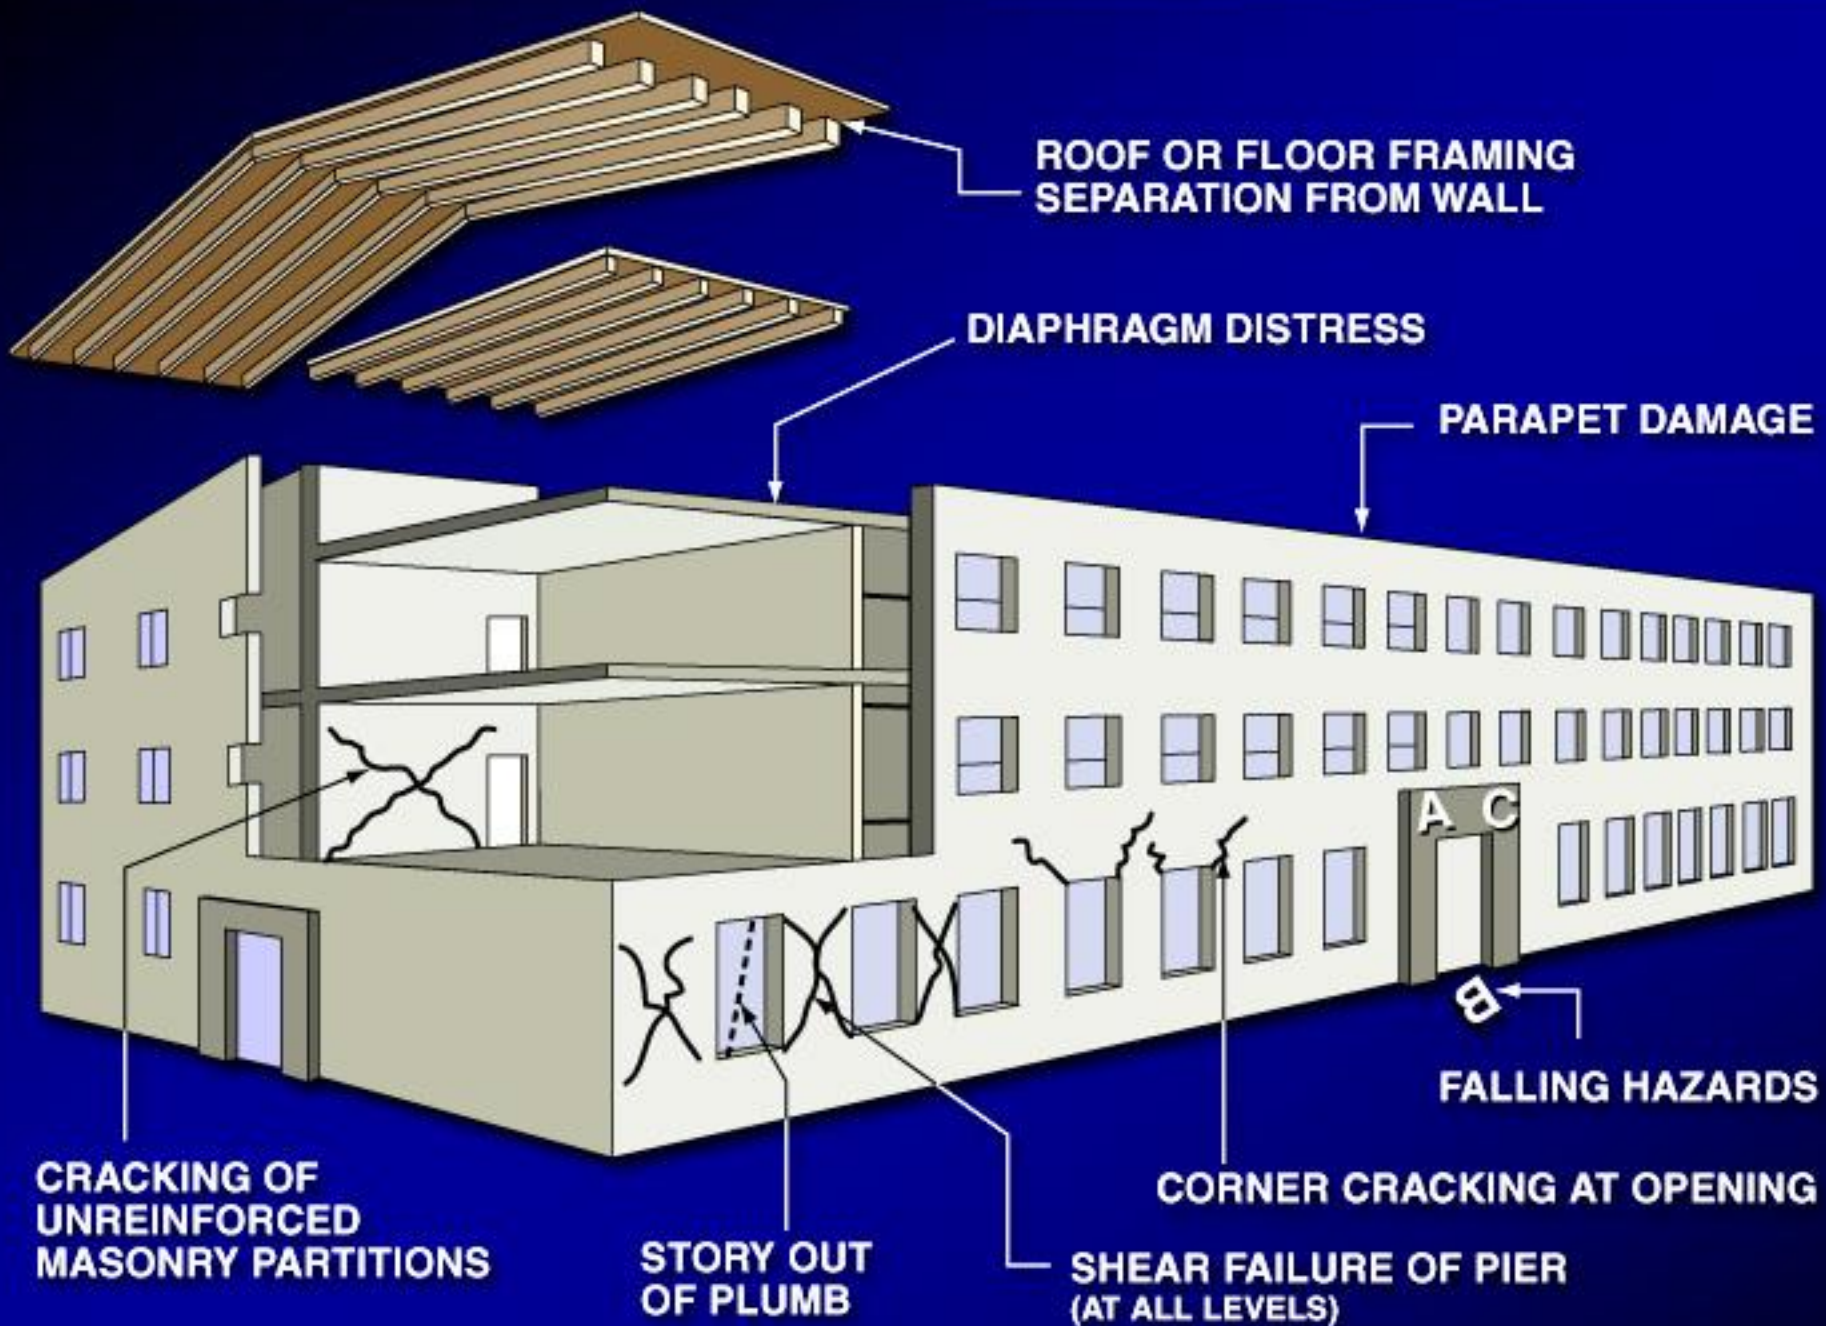 ROOF OR FLOOR FRAMING
SEPARATION FROM WALL
DIAPHRAGM DISTRESS
PARAPET DAMAGE
A C
B
FALLING HAZARDS
CORNER CRACKING AT OPENING
CRACKING OF
UNREINFORCED
MASONRY PARTITIONS
STORY OUT
OF PLUMB
SHEAR FAILURE OF PIER
(AT ALL LEVELS)